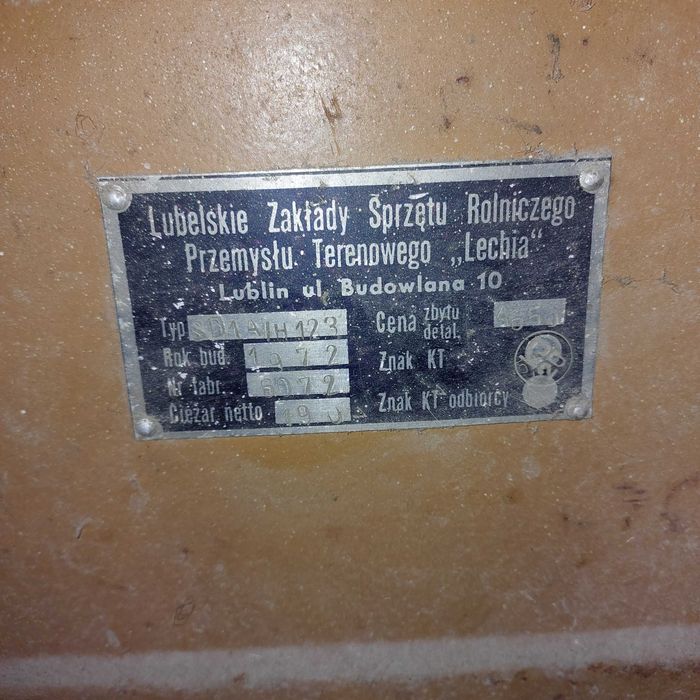 Lubelskie Zakłady Sprzętu Rolniczego
Przemysłu Terenowego „Lechia"
Lublin ul. Budowlana 10
Typ
Rok bud. 1972
Nr fabr. 6972
Ciężar netto
Cena zbytu
detal.
Znak KT
Znak KT odbiorcy